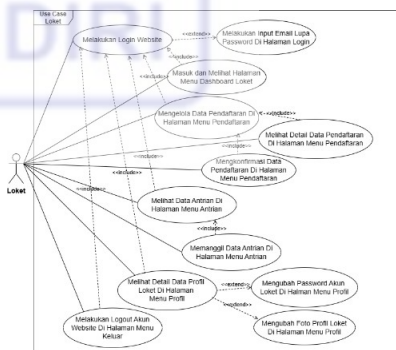 Use Case
Loket
Melakukan Login Website
<<extend>>
Melakukan Input Email Lupa
Password Di Halaman Login
<<include>>
<<include>>
Masuk dan Melihat Halaman
Menu Dashboard Loket
Mengelola Data Pendaftaran Di
Halaman Menu Pendaftaran
<<include>>
Melihat Detail Data Pendaftaran
Di Halaman Menu Pendaftaran
<<include>>
<<include>>
Mengkonfirmasi Data
Pendaftaran Di Halaman
Menu Pendaftaran
<<include>>
Loket
Melihat Data Antrian Di
Halaman Menu Antrian
<<include>>
Memanggil Data Antrian Di
Halaman Menu Antrian
Melihat Detail Data Profil
Loket Di Halaman
Menu Profil
<<extend>>
Mengubah Password Akun
Loket Di Halman Menu Profil
<<extend>>
Melakukan Logout Akun
Website Di Halaman Menu
Keluar
Mengubah Foto Profil Loket
Di Halaman Menu Profil